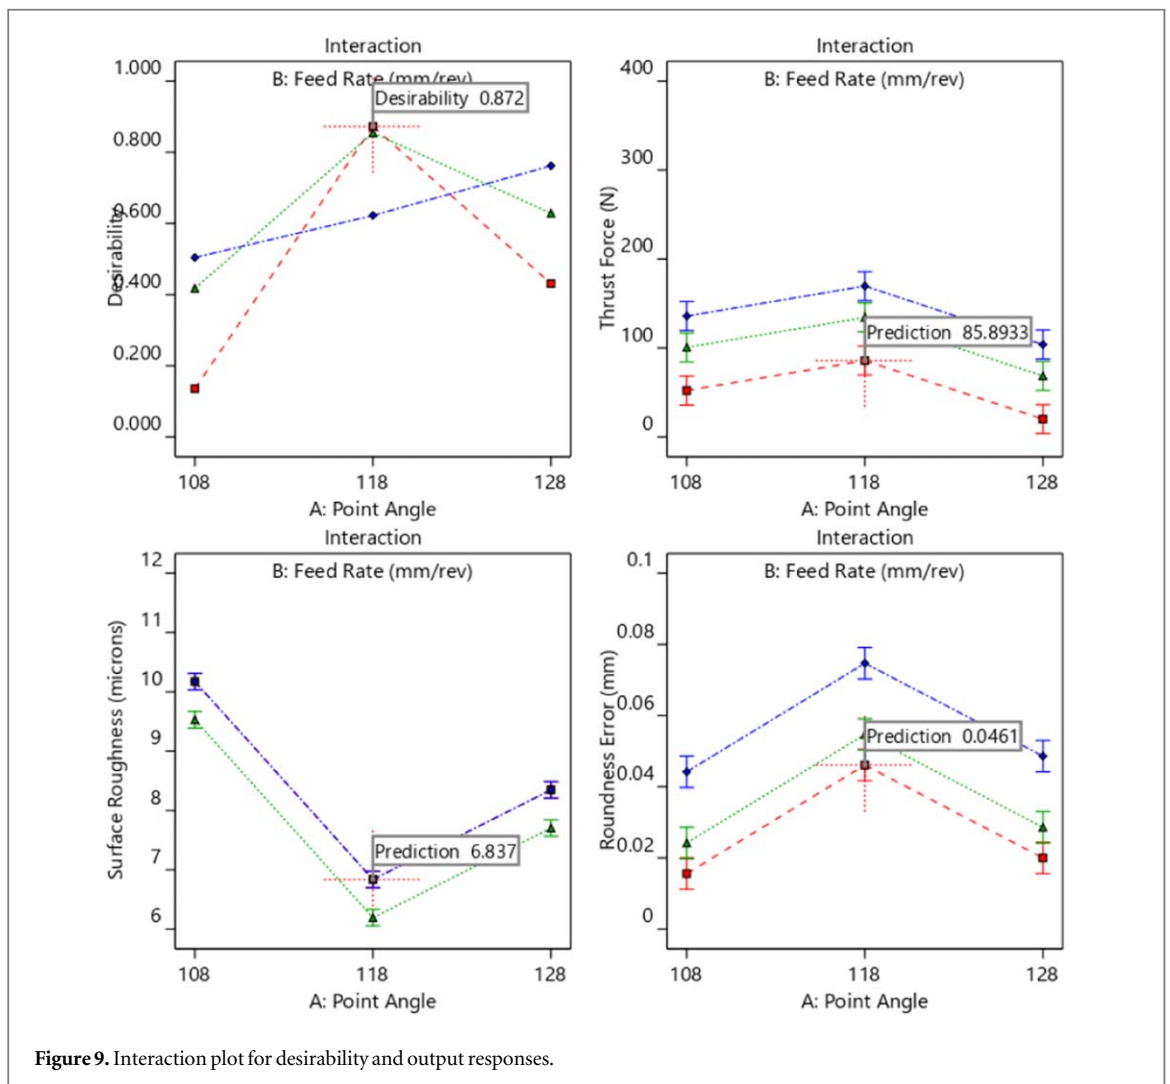 Interaction
B: Feed Rate (mm/rev)
Desirability 0.872
1.000
0.800
0.600
0.400
0.200
0.000
Desirability
108 118 128
A: Point Angle
Interaction
B: Feed Rate (mm/rev)
Prediction 85.8933
400
300
200
100
0
Thrust Force (N)
108 118 128
A: Point Angle
Interaction
B: Feed Rate (mm/rev)
Prediction 6.837
12
11
10
9
8
7
6
Surface Roughness (microns)
108 118 128
A: Point Angle
Interaction
B: Feed Rate (mm/rev)
Prediction 0.0461
0.1
0.08
0.06
0.04
0.02
0
Roundness Error (mm)
108 118 128
A: Point Angle
Figure 9. Interaction plot for desirability and output responses.